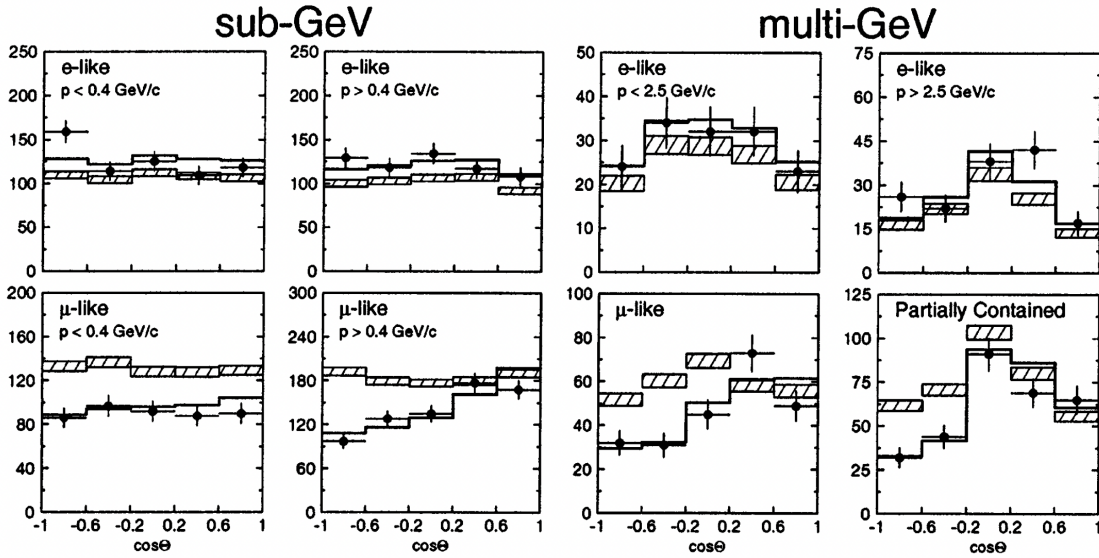 sub-GeV
multi-GeV
e-like
p < 0.4 GeV/c
250
200
150
100
50
0
e-like
p > 0.4 GeV/c
250
200
150
100
50
0
e-like
p < 2.5 GeV/c
50
40
30
20
10
0
e-like
p > 2.5 GeV/c
75
60
45
30
15
0
μ-like
p < 0.4 GeV/c
200
160
120
80
40
0
-1 -0.6 -0.2 0.2 0.6 1
cosΘ
μ-like
p > 0.4 GeV/c
300
240
180
120
60
0
-1 -0.6 -0.2 0.2 0.6 1
cosΘ
μ-like
100
80
60
40
20
0
-1 -0.6 -0.2 0.2 0.6 1
cosΘ
Partially Contained
125
100
75
50
25
0
-1 -0.6 -0.2 0.2 0.6 1
cosΘ